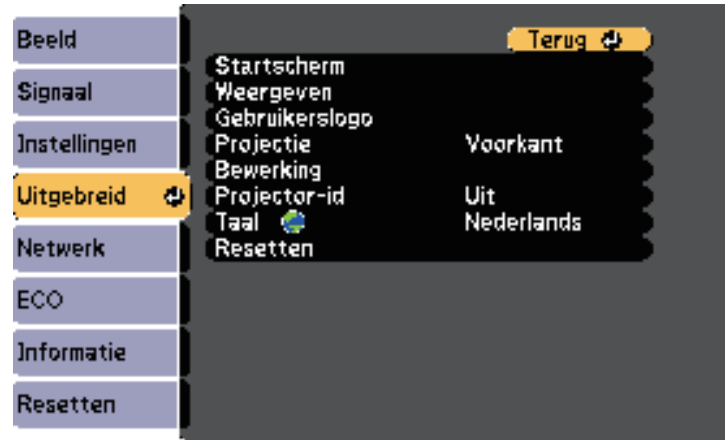 Beeld
Signaal
Instellingen
Uitgebreid
Netwerk
ECO
Informatie
Resetten
Terug
Startscherm
Weergeven
Gebruikerslogo
Projectie Voorkant
Bewerking
Projector-id Uit
Taal Nederlands
Resetten